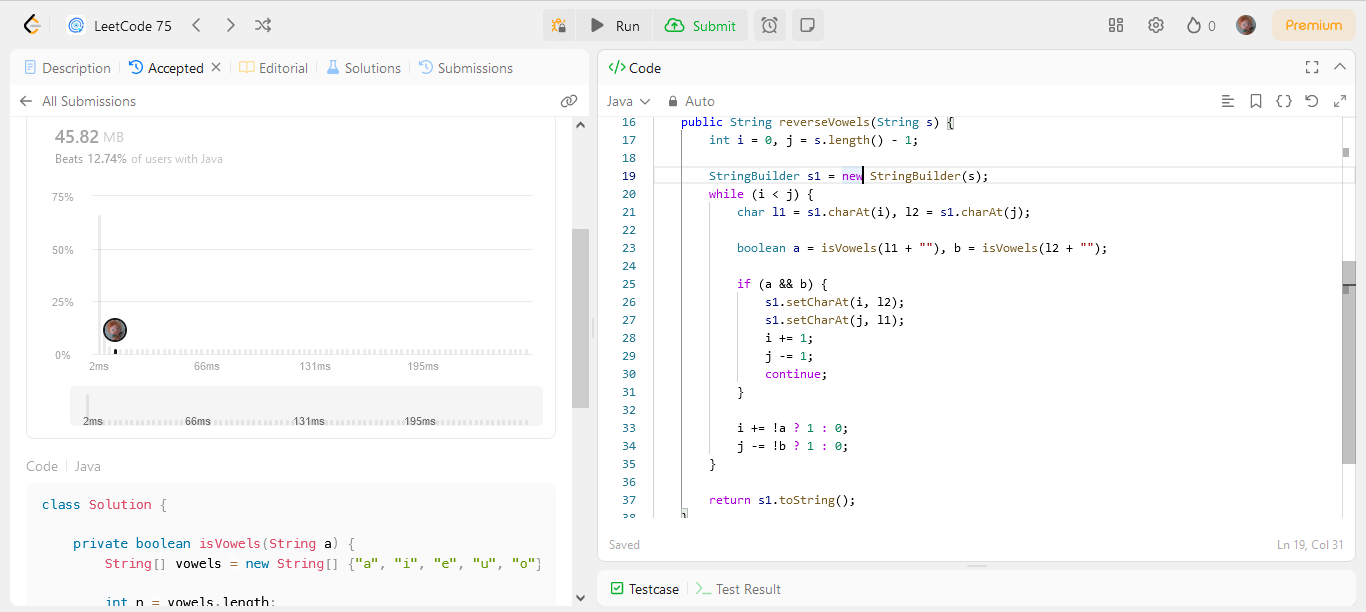 LeetCode 75
Run
Submit
0
Premium
Description
Accepted
Editorial
Solutions
Submissions
All Submissions
45.82 MB
Beats 12.74% of users with Java
75%
50%
25%
0%
2ms 66ms 131ms 195ms
2ms 66ms 131ms 195ms
Code Java
class Solution {
private boolean isVowels(String a) {
String[] vowels = new String[] {"a", "i", "e", "u", "o"}
int n = vowels.length;
</> Code
Java Auto
16 public String reverseVowels(String s) {
17 int i = 0, j = s.length() - 1;
18
19 StringBuilder s1 = new StringBuilder(s);
20 while (i < j) {
21 char l1 = s1.charAt(i), l2 = s1.charAt(j);
22
23 boolean a = isVowels(l1 + ""), b = isVowels(l2 + "");
24
25 if (a && b) {
26 s1.setCharAt(i, l2);
27 s1.setCharAt(j, l1);
28 i += 1;
29 j -= 1;
30 continue;
31 }
32
33 i += !a ? 1 : 0;
34 j -= !b ? 1 : 0;
35 }
36
37 return s1.toString();
38 }
Saved
Ln 19, Col 31
Testcase
Test Result